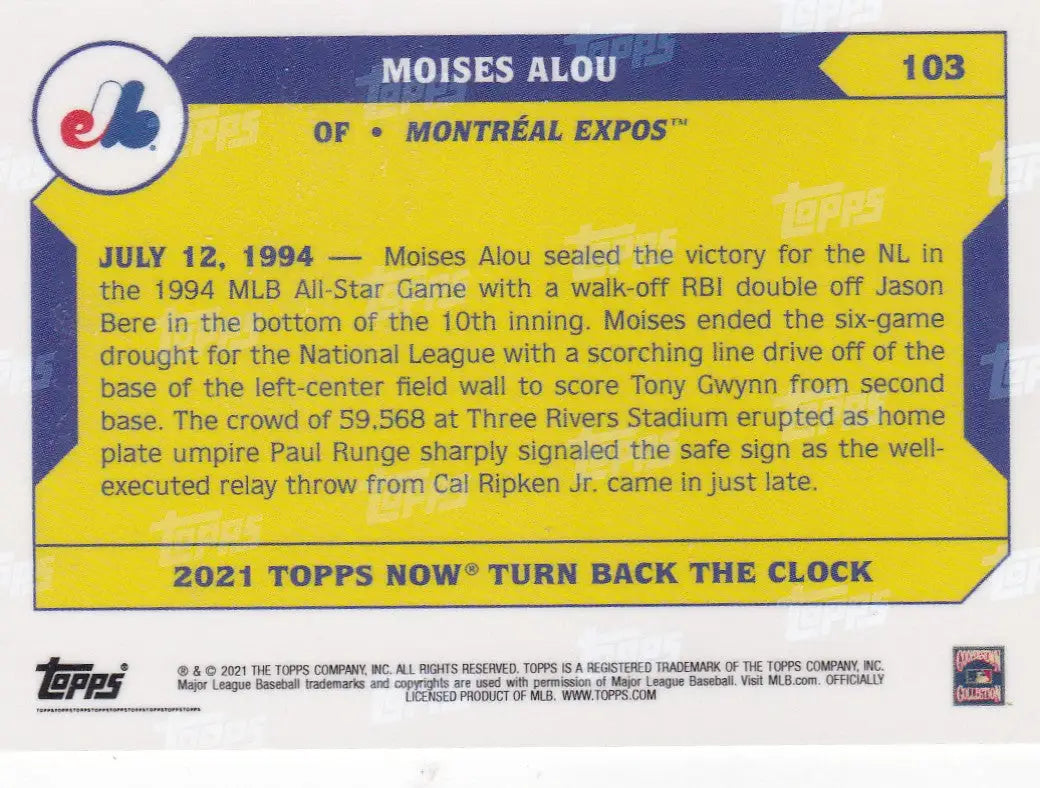 MOISES ALOU
103
OF • MONTRÉAL EXPOS™
JULY 12, 1994 — Moises Alou sealed the victory for the NL in
the 1994 MLB All-Star Game with a walk-off RBI double off Jason
Bere in the bottom of the 10th inning. Moises ended the six-game
drought for the National League with a scorching line drive off of the
base of the left-center field wall to score Tony Gwynn from second
base. The crowd of 59,568 at Three Rivers Stadium erupted as home
plate umpire Paul Runge sharply signaled the safe sign as the well-
executed relay throw from Cal Ripken Jr. came in just late.
2021 TOPPS NOW® TURN BACK THE CLOCK
Topps®
TOPPSTOPPSTOPPSTOPPSTOPPSTOPPSTOPPSTOPPS
® & © 2021 THE TOPPS COMPANY, INC. ALL RIGHTS RESERVED. TOPPS IS A REGISTERED TRADEMARK OF THE TOPPS COMPANY, INC.
Major League Baseball trademarks and copyrights are used with permission of Major League Baseball. Visit MLB.com. OFFICIALLY
LICENSED PRODUCT OF MLB. WWW.TOPPS.COM
COOPERSTOWN
COLLECTION